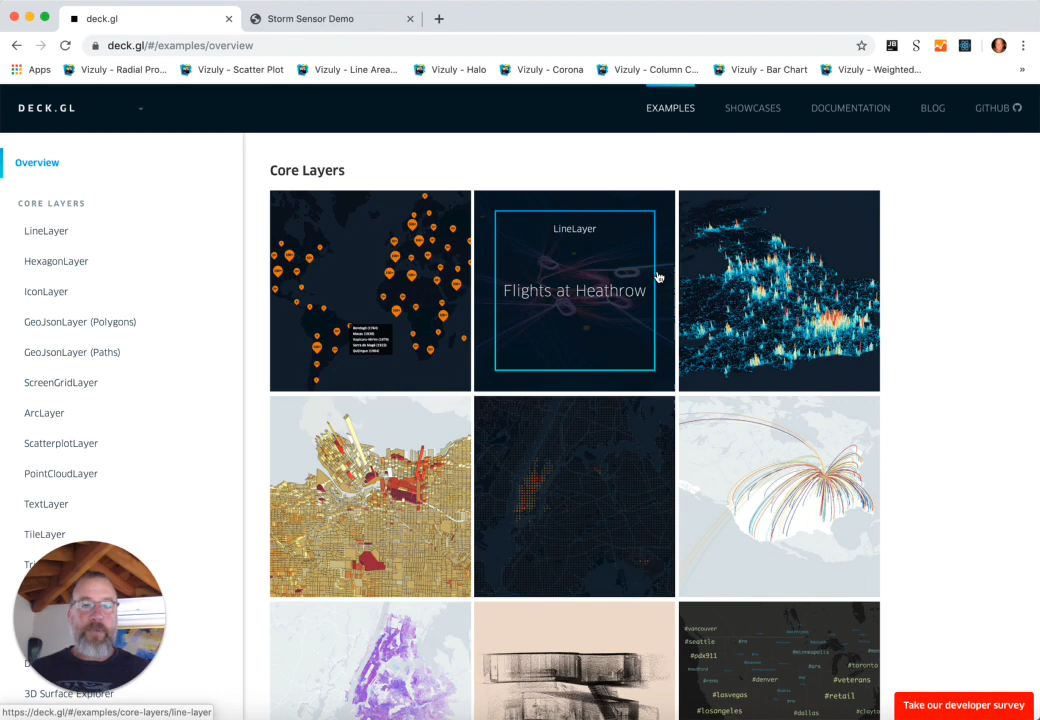 deck.gl
Storm Sensor Demo
deck.gl/#/examples/overview
Apps
Vizuly - Radial Pro...
Vizuly - Scatter Plot
Vizuly - Line Area...
Vizuly - Halo
Vizuly - Corona
Vizuly - Column C...
Vizuly - Bar Chart
Vizuly - Weighted...
»
DECK.GL
EXAMPLES
SHOWCASES
DOCUMENTATION
BLOG
GITHUB
Overview
CORE LAYERS
LineLayer
HexagonLayer
IconLayer
GeoJsonLayer (Polygons)
GeoJsonLayer (Paths)
ScreenGridLayer
ArcLayer
ScatterplotLayer
PointCloudLayer
TextLayer
TileLayer
3D Surface Explorer
https://deck.gl/#/examples/core-layers/line-layer
Core Layers
LineLayer
Flights at Heathrow
#vancouver
#seattle
#pdx911
#minneapolis
#toronto
#denver
#veterans
#lasvegas
#retail
#losangeles
#dallas
Take our developer survey